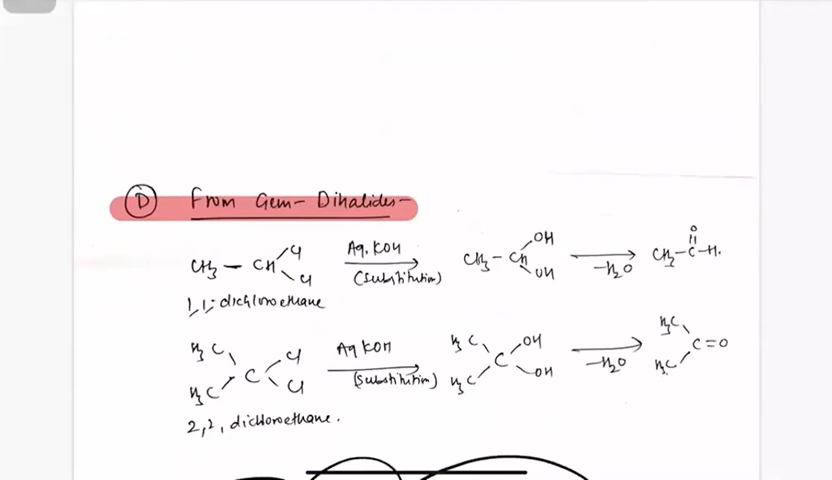 D From Gem- Dihalides-
CH3 - CH Cl Cl Aq. KOH (Substitution) CH3 - CH OH OH -H2O CH3-C-H. O
1,1,- dichloroethane
H3C H3C C Cl Cl Aq KOH (Substitution) H3C H3C C OH OH -H2O H3C H3C C=O
2,2, dichloroethane.